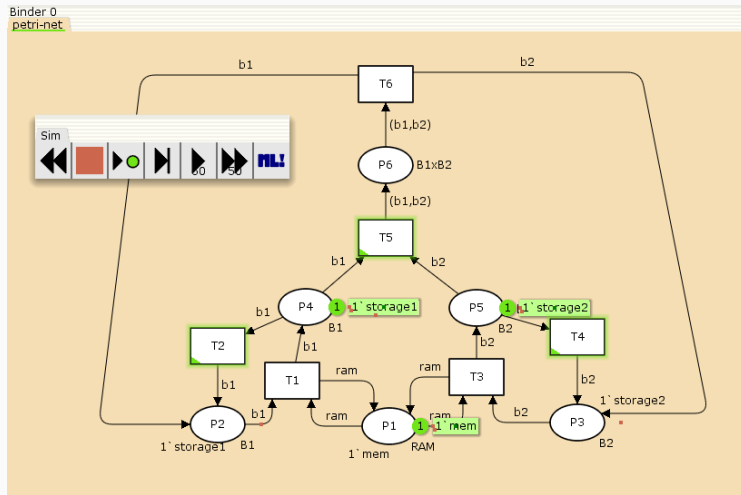 Binder 0
petri-net
b1
b2
T6
Sim
50
50
ML!
(b1,b2)
P6
B1xB2
(b1,b2)
T5
b1
b2
P4
1
1`storage1
P5
1
1`storage2
b1
B1
B2
b2
T2
T4
b1
b2
T1
ram
ram
T3
b1
b2
1`storage2
P2
b1
ram
P1
1
ram
1`mem
b2
P3
1`storage1
B1
1`mem
RAM
B2